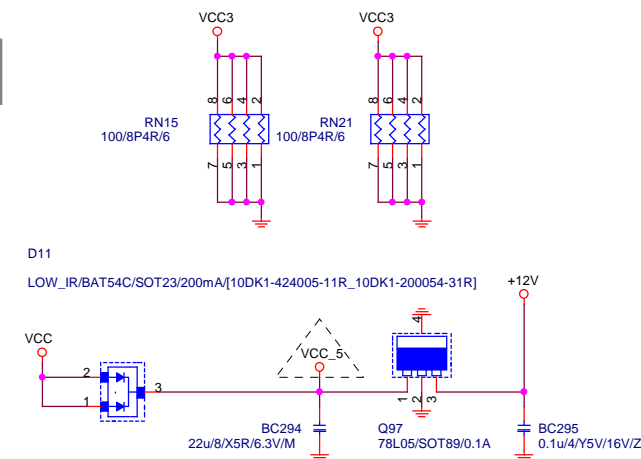 VCC3 VCC3
8 6 4 2 8 6 4 2
RN15 RN21
100/8P4R/6 100/8P4R/6
7 5 3 1 7 5 3 1
D11
LOW_IR/BAT54C/SOT23/200mA/[10DK1-424005-11R_10DK1-200054-31R]
+12V
4
VCC
VCC_5
2
3
1
1 2 3
BC294 Q97 BC295
22u/8/X5R/6.3V/M 78L05/SOT89/0.1A 0.1u/4/Y5V/16V/Z